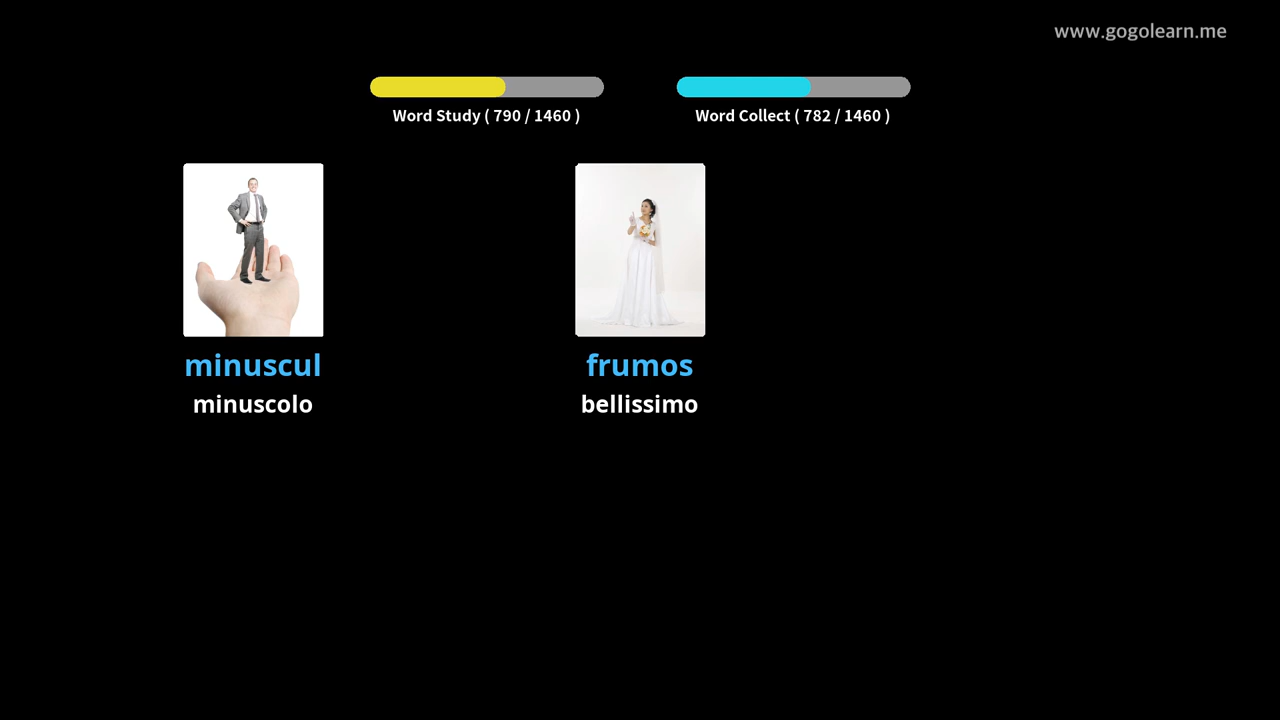 www.gogolearn.me
Word Study ( 790 / 1460 )
Word Collect ( 782 / 1460 )
minuscul
minuscolo
frumos
bellissimo